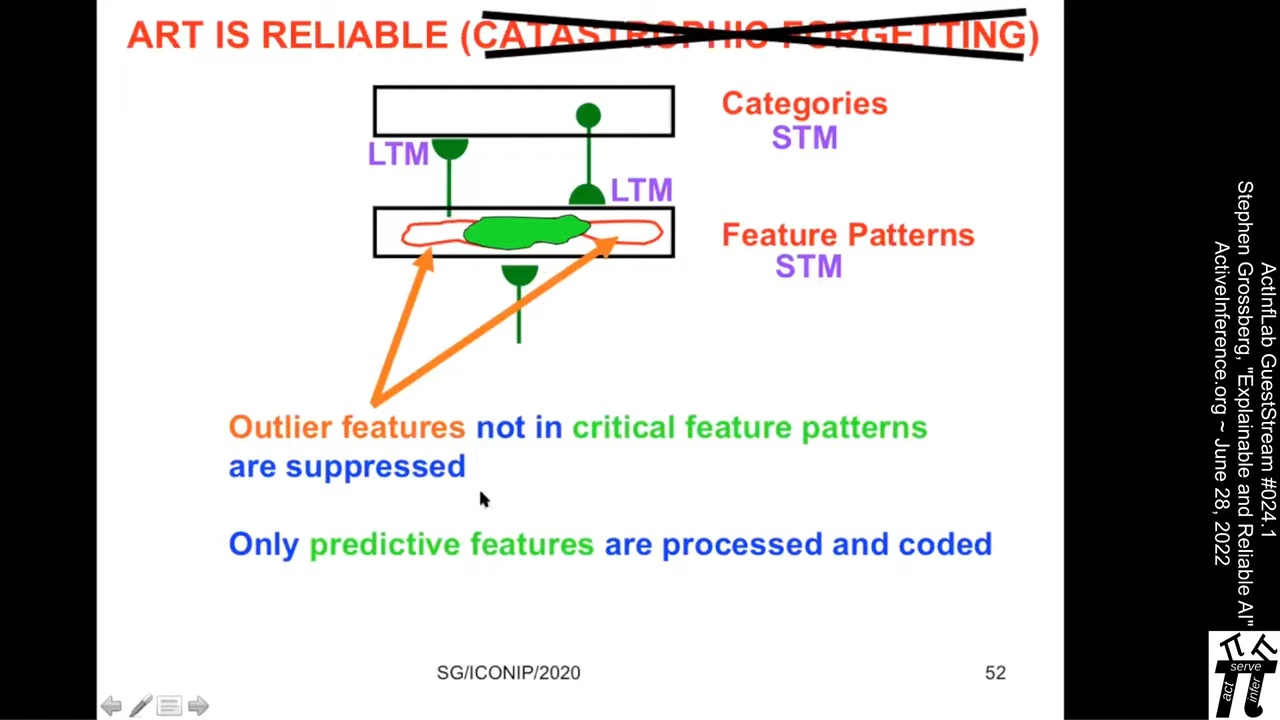 ART IS RELIABLE (CATASTROPHIC FORGETTING)
Categories
STM
LTM
LTM
Feature Patterns
STM
Outlier features not in critical feature patterns
are suppressed
Only predictive features are processed and coded
SG/ICONIP/2020
52
ActInfLab GuestStream #024.1
Stephen Grossberg, "Explainable and Reliable AI"
ActiveInference.org ~ June 28, 2022
serve
act
infer